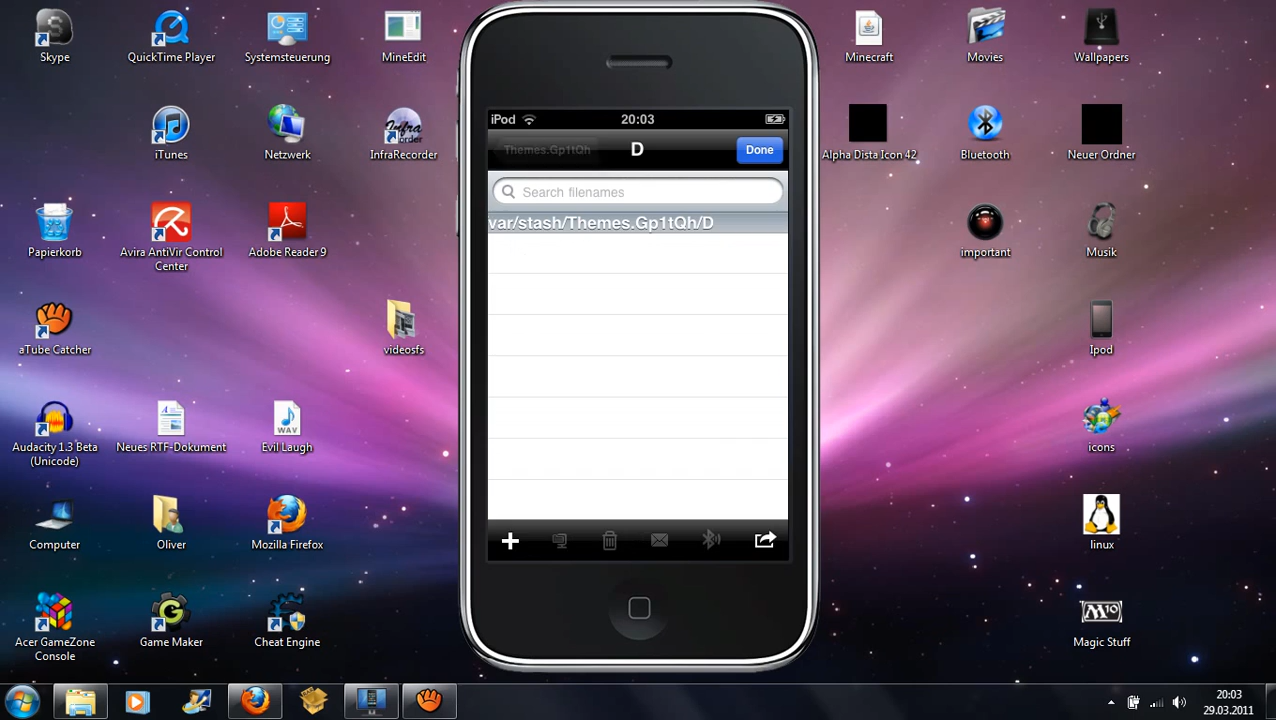 Skype
QuickTime Player
Systemsteuerung
MineEdit
Minecraft
Movies
Wallpapers
iTunes
Netzwerk
InfraRecorder
Alpha Dista Icon 42
Bluetooth
Neuer Ordner
Papierkorb
Avira AntiVir Control
Center
Adobe Reader 9
important
Musik
aTube Catcher
videosfs
Ipod
Audacity 1.3 Beta
(Unicode)
Neues RTF-Dokument
WAV
Evil Laugh
icons
Computer
Oliver
Mozilla Firefox
linux
Acer GameZone
Console
Game Maker
Cheat Engine
M10
Magic Stuff
iPod
20:03
Themes.Gp1tQh
D
Done
Search filenames
var/stash/Themes.Gp1tQh/D
20:03
29.03.2011